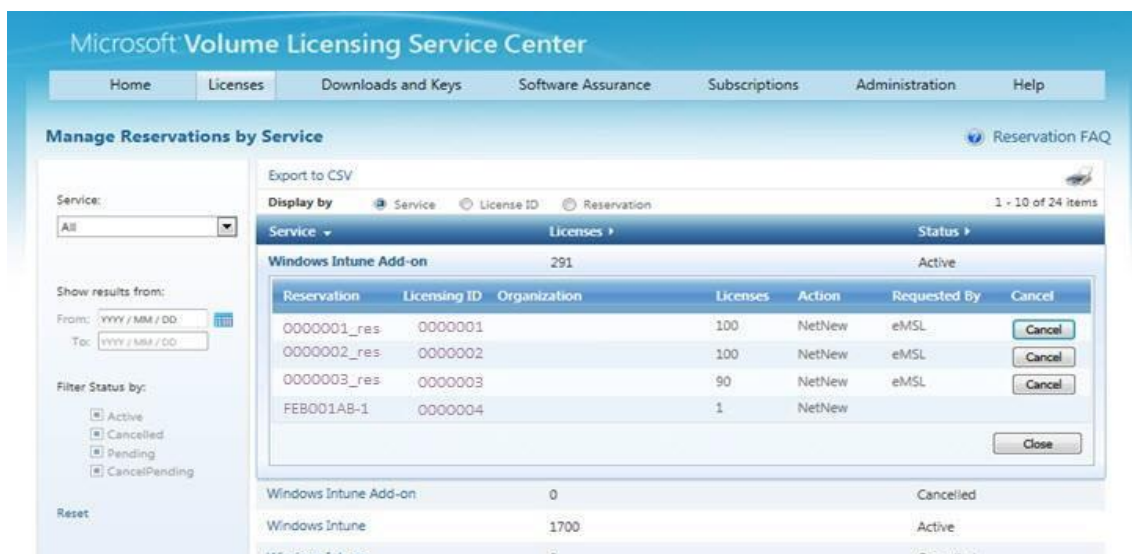 Microsoft Volume Licensing Service Center
Home Licenses Downloads and Keys Software Assurance Subscriptions Administration Help
Manage Reservations by Service
Reservation FAQ
Export to CSV
Service:
Display by Service License ID Reservation 1 - 10 of 24 items
All
Service Licenses Status
Windows Intune Add-on 291 Active
Show results from:
Reservation Licensing ID Organization Licenses Action Requested By Cancel
From: YYYY / MM / DD
To: YYYY / MM / DD
0000001_res 0000001 100 NetNew eMSL Cancel
0000002_res 0000002 100 NetNew eMSL Cancel
0000003_res 0000003 90 NetNew eMSL Cancel
FEB001AB-1 0000004 1 NetNew
Filter Status by:
Active
Cancelled
Pending
CancelPending
Close
Reset
Windows Intune Add-on 0 Cancelled
Windows Intune 1700 Active